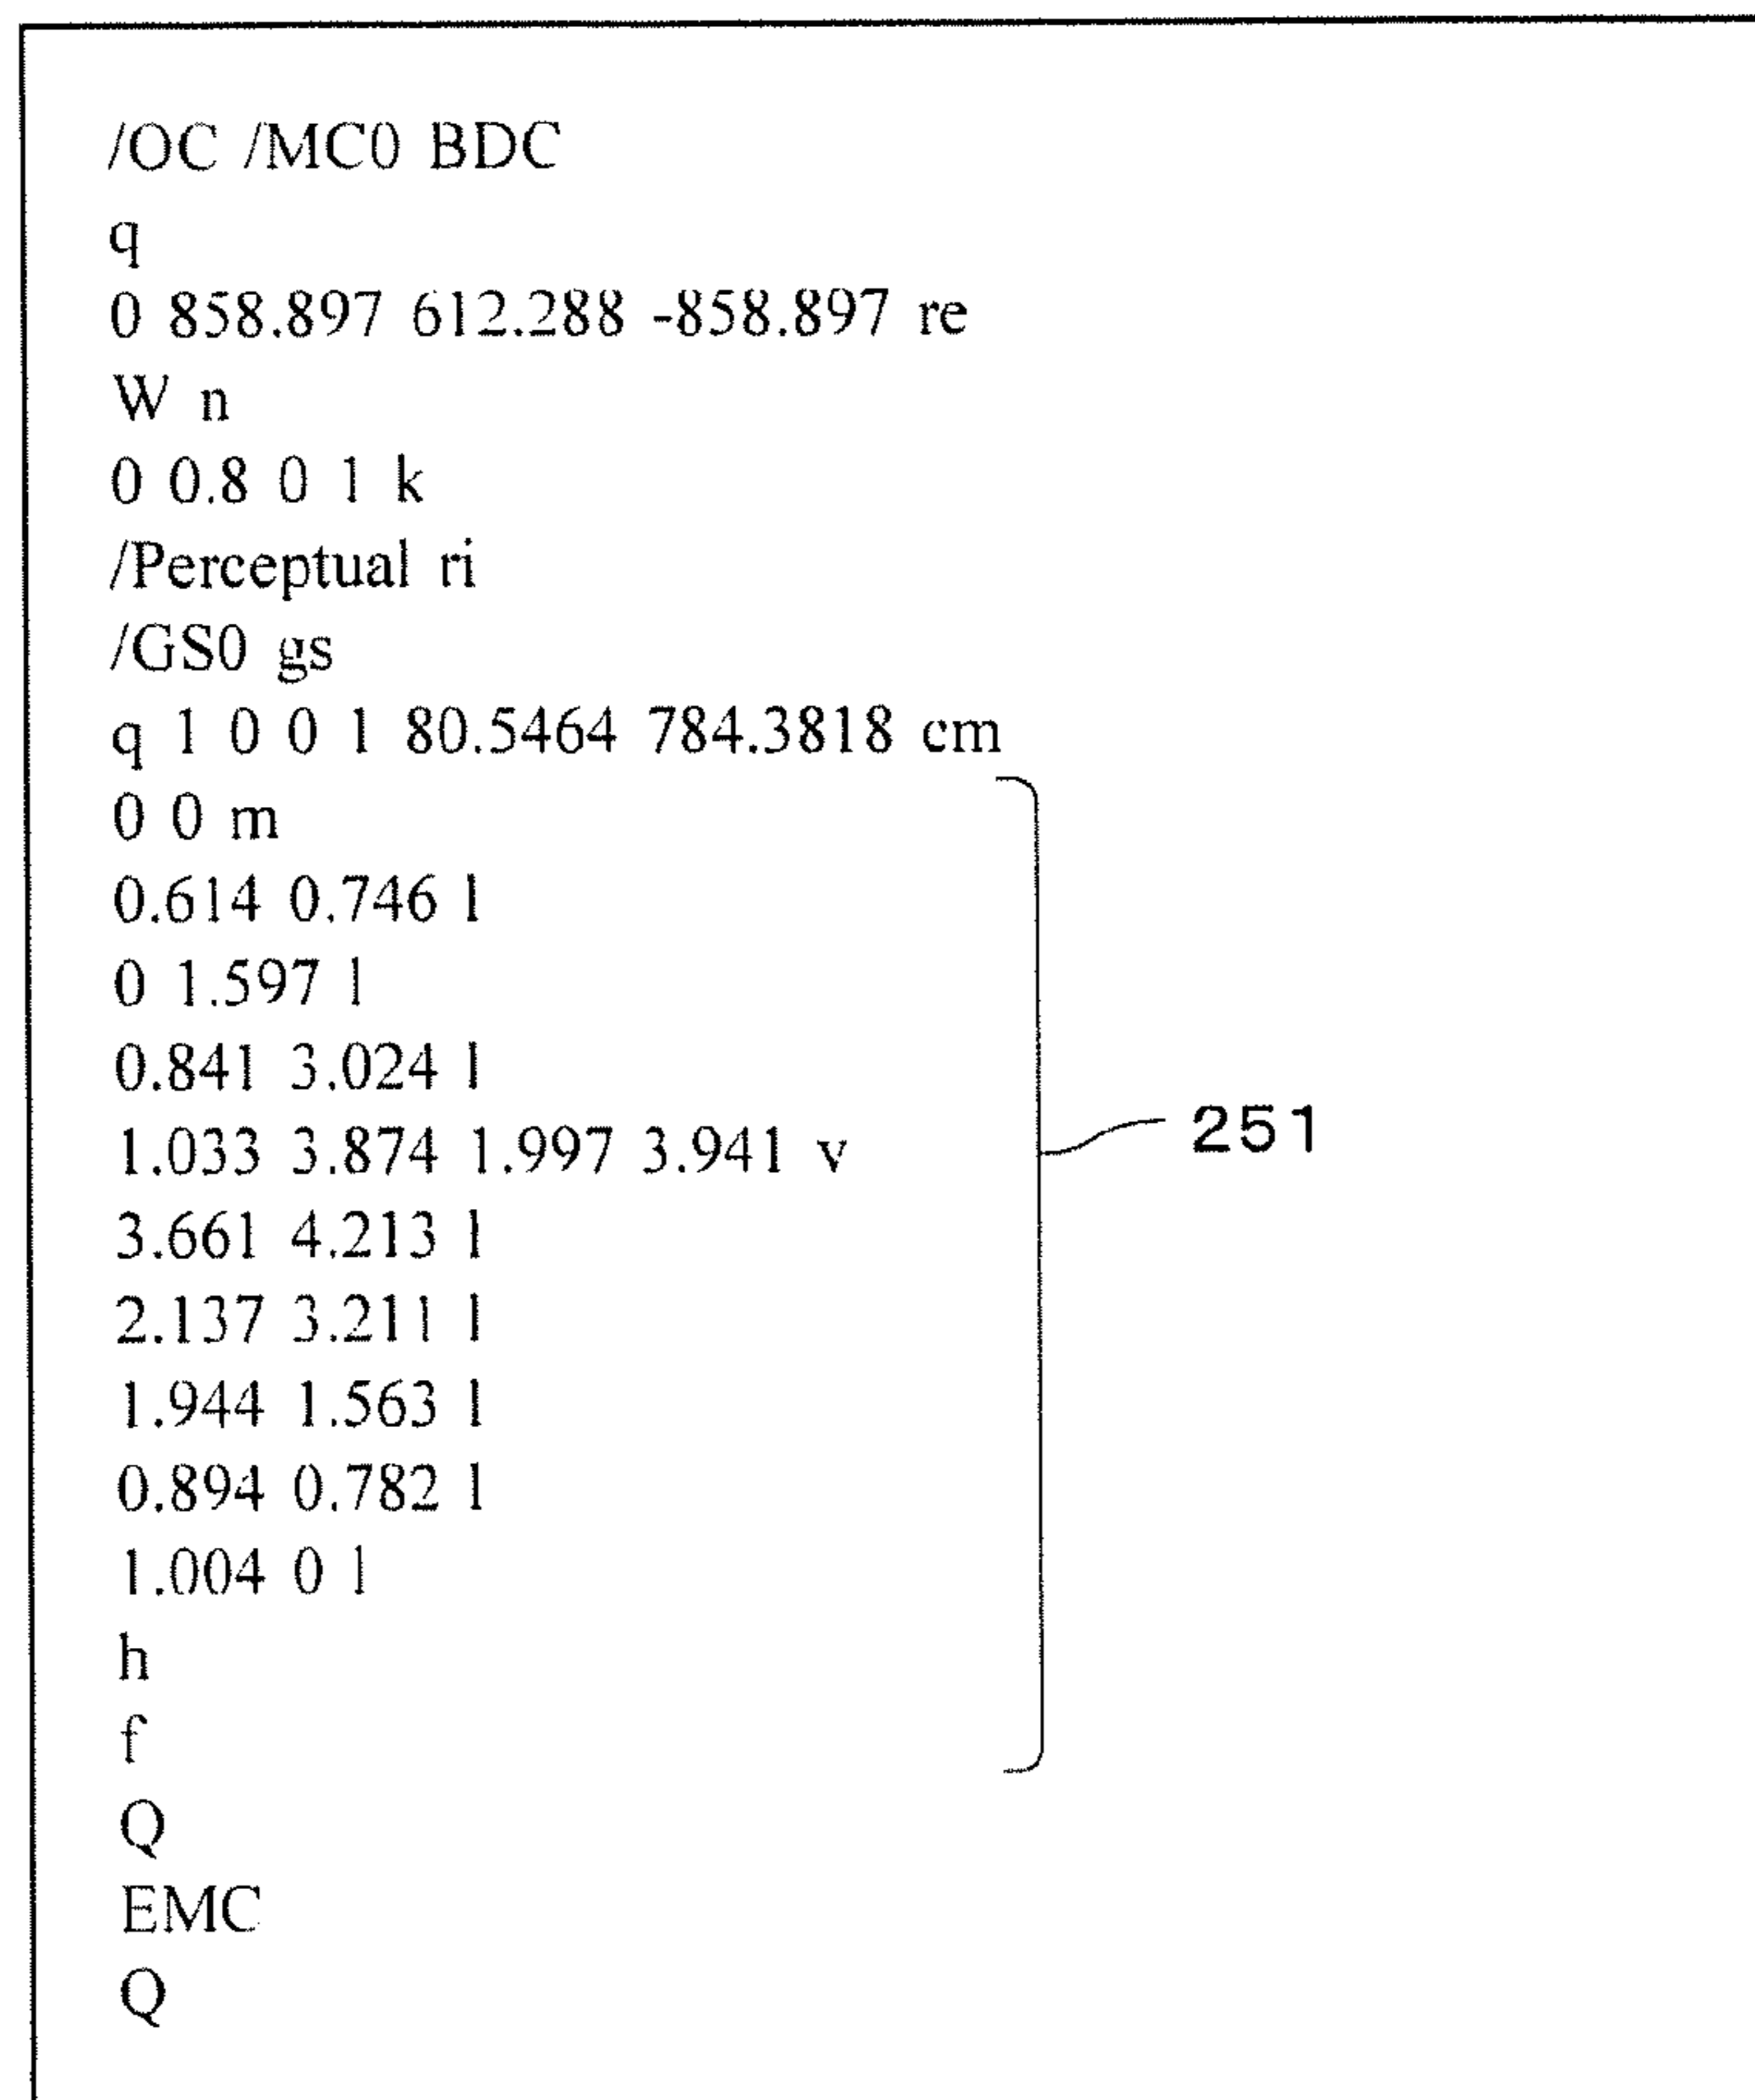 /OC /MC0 BDC
q
0 858.897 612.288 -858.897 re
W n
0 0.8 0 1 k
/Perceptual ri
/GS0 gs
q 1 0 0 1 80.5464 784.3818 cm
0 0 m
0.614 0.746 l
0 1.597 l
0.841 3.024 l
1.033 3.874 1.997 3.941 v
251
3.661 4.213 l
2.137 3.211 l
1.944 1.563 l
0.894 0.782 l
1.004 0 l
h
f
Q
EMC
Q